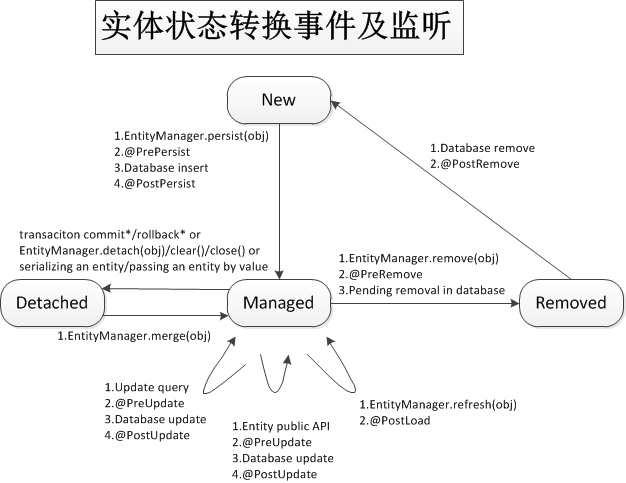 实体状态转换事件及监听
New
1.EntityManager.persist(obj)
2.@PrePersist
3.Database insert
4.@PostPersist
1.Database remove
2.@PostRemove
transaciton commit*/rollback* or
EntityManager.detach(obj)/clear()/close() or
serializing an entity/passing an entity by value
1.EntityManager.remove(obj)
2.@PreRemove
3.Pending removal in database
Detached
Managed
Removed
1.EntityManager.merge(obj)
1.Update query
2.@PreUpdate
3.Database update
4.@PostUpdate
1.Entity public API
2.@PreUpdate
3.Database update
4.@PostUpdate
1.EntityManager.refresh(obj)
2.@PostLoad